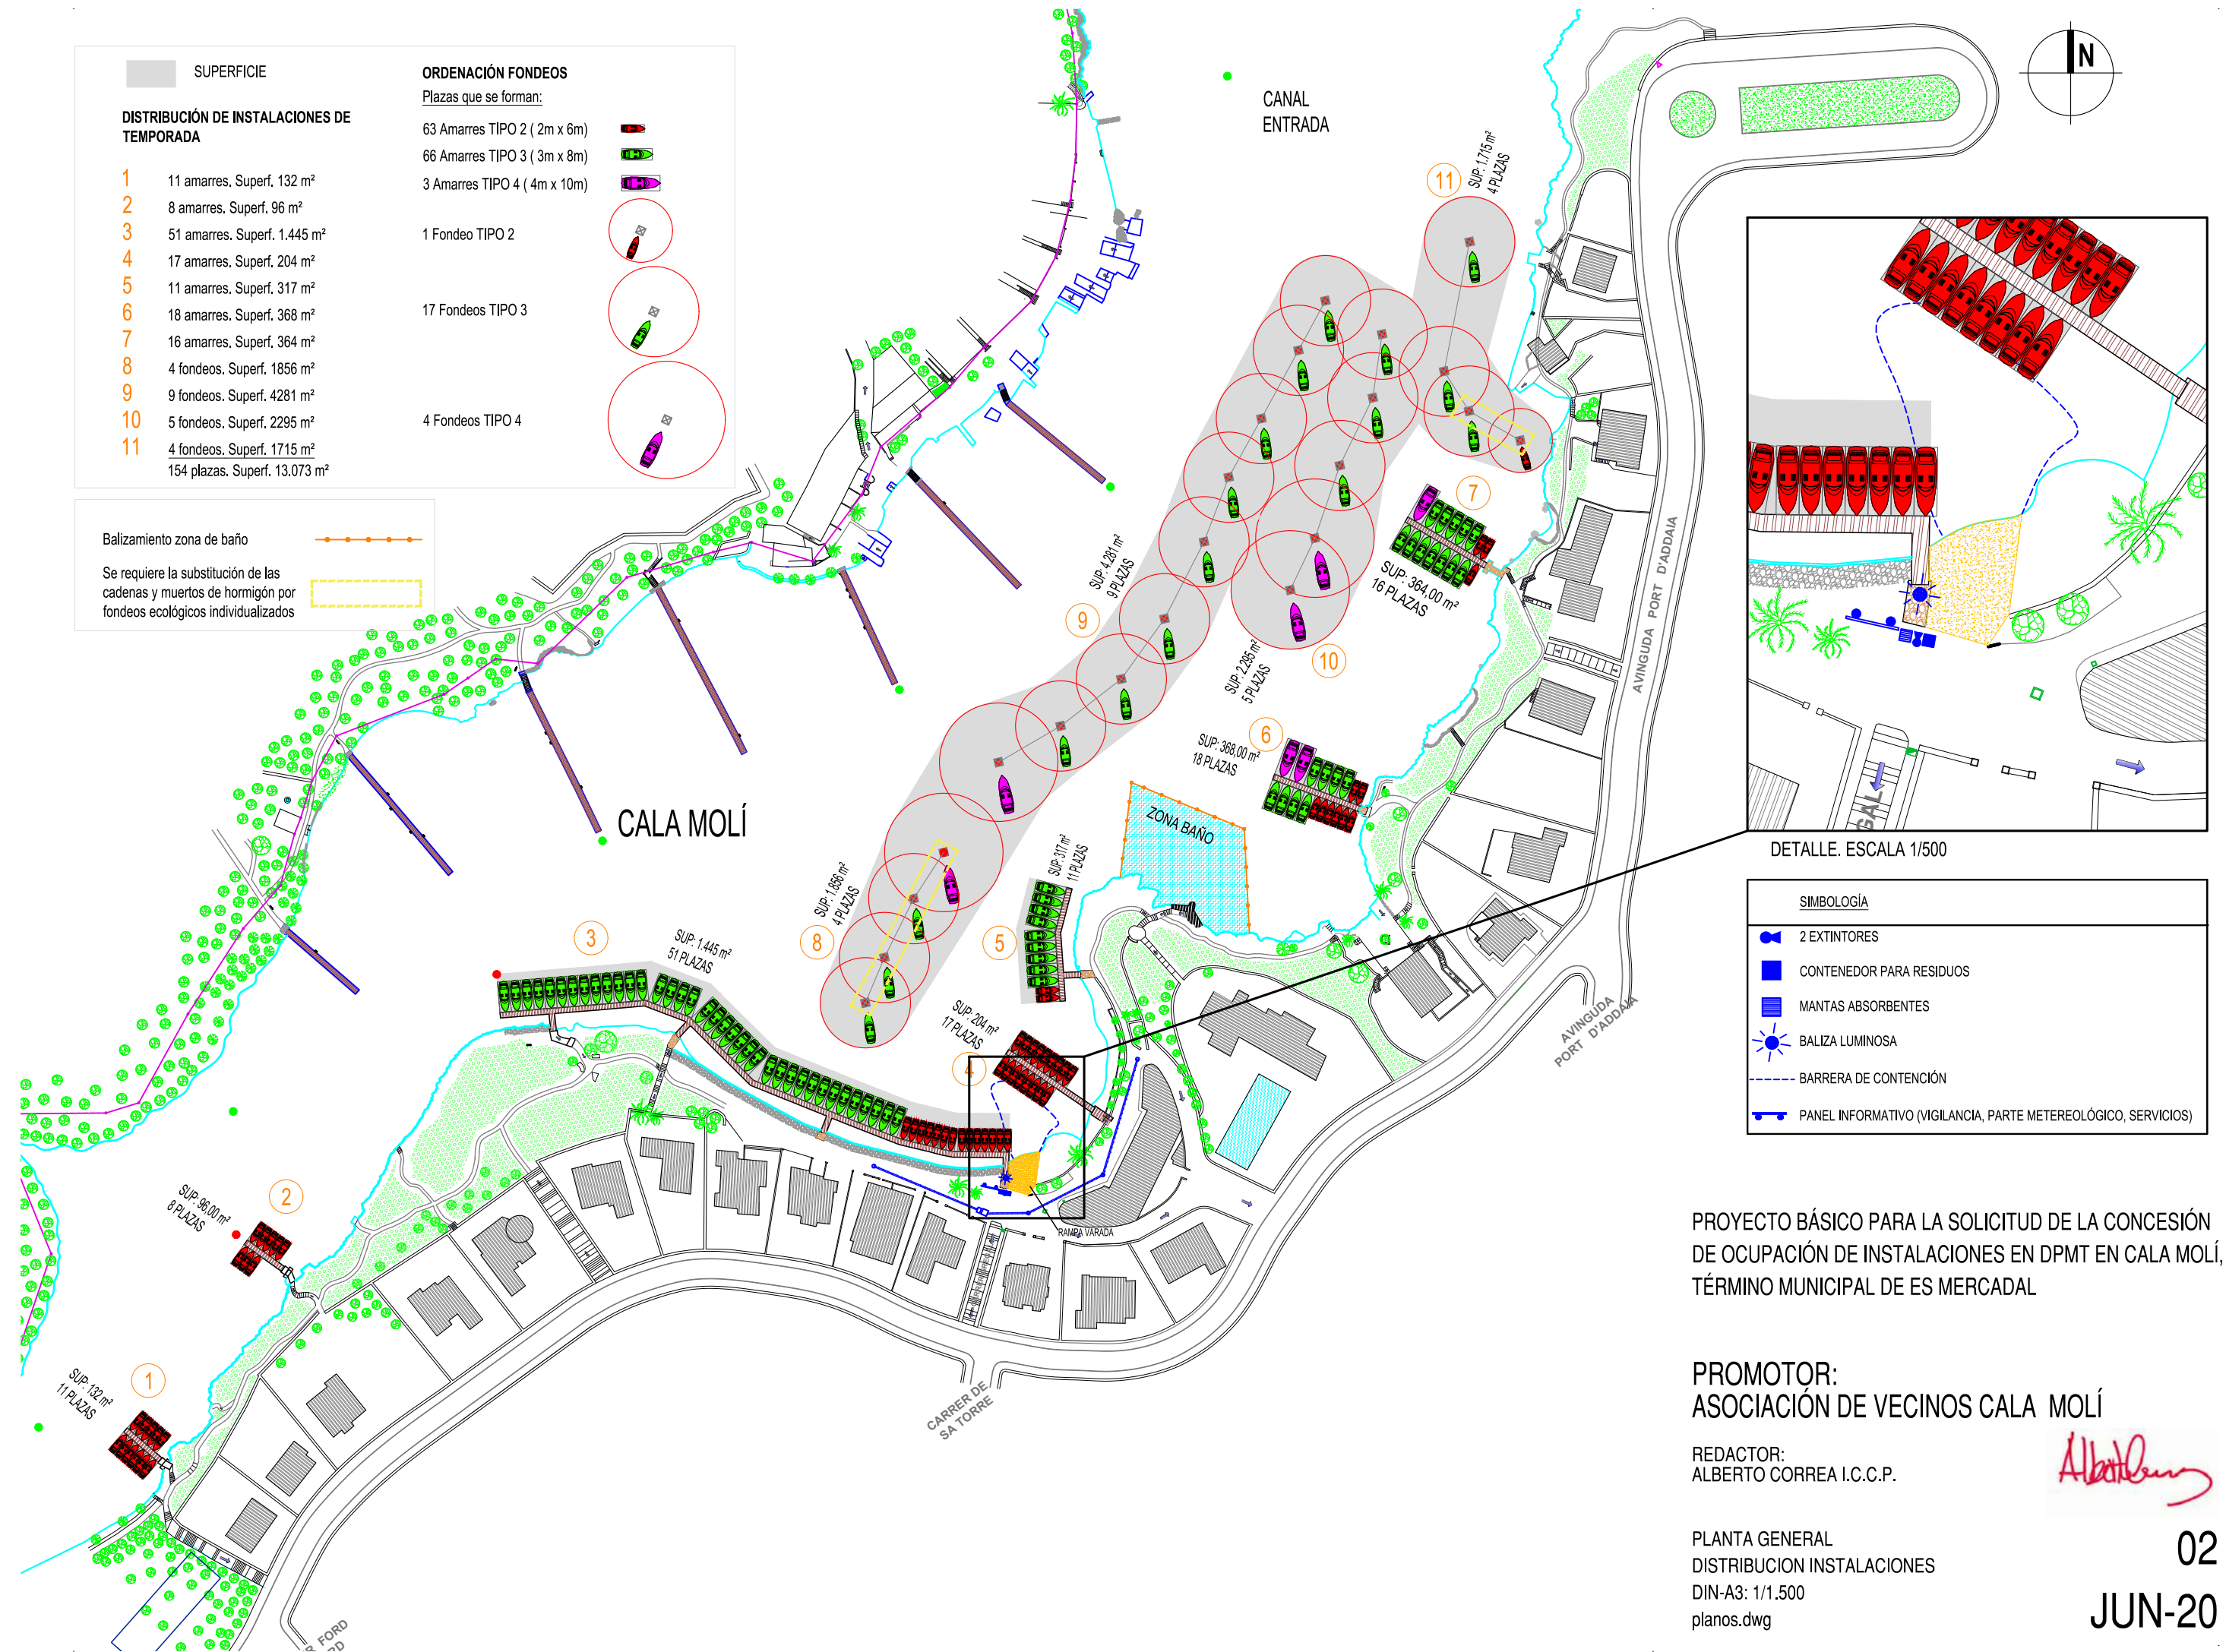 SUPERFICIE
DISTRIBUCIÓN DE INSTALACIONES DE
TEMPORADA
1 11 amarres. Superf. 132 m²
2 8 amarres. Superf. 96 m²
3 51 amarres. Superf. 1.445 m²
4 17 amarres. Superf. 204 m²
5 11 amarres. Superf. 317 m²
6 18 amarres. Superf. 368 m²
7 16 amarres. Superf. 364 m²
8 4 fondeos. Superf. 1856 m²
9 9 fondeos. Superf. 4281 m²
10 5 fondeos. Superf. 2295 m²
11 4 fondeos. Superf. 1715 m²
154 plazas. Superf. 13.073 m²
ORDENACIÓN FONDEOS
Plazas que se forman:
63 Amarres TIPO 2 ( 2m x 6m)
66 Amarres TIPO 3 ( 3m x 8m)
3 Amarres TIPO 4 ( 4m x 10m)
1 Fondeo TIPO 2
17 Fondeos TIPO 3
4 Fondeos TIPO 4
Balizamiento zona de baño
Se requiere la substitución de las
cadenas y muertos de hormigón por
fondeos ecológicos individualizados
CANAL
ENTRADA
N
11
SUP: 1.715 m²
4 PLAZAS
7
SUP: 364,00 m²
16 PLAZAS
SUP: 4.281 m²
9 PLAZAS
9
10
SUP: 2.295 m²
5 PLAZAS
6
SUP: 368,00 m²
18 PLAZAS
AVINGUDA PORT D'ADDAIA
CALA MOLÍ
ZONA BAÑO
SUP: 317 m²
11 PLAZAS
5
SUP: 1.856 m²
4 PLAZAS
8
3
SUP: 1.445 m²
51 PLAZAS
SUP: 204 m²
17 PLAZAS
4
AVINGUDA
PORT D'ADDAIA
2
SUP: 96,00 m²
8 PLAZAS
RAMPA VARADA
1
SUP: 132 m²
11 PLAZAS
CARRER DE
SA TORRE
R FORD
RD
GAL
DETALLE. ESCALA 1/500
SIMBOLOGÍA
2 EXTINTORES
CONTENEDOR PARA RESIDUOS
MANTAS ABSORBENTES
BALIZA LUMINOSA
BARRERA DE CONTENCIÓN
PANEL INFORMATIVO (VIGILANCIA, PARTE METEREOLÓGICO, SERVICIOS)
PROYECTO BÁSICO PARA LA SOLICITUD DE LA CONCESIÓN
DE OCUPACIÓN DE INSTALACIONES EN DPMT EN CALA MOLÍ,
TÉRMINO MUNICIPAL DE ES MERCADAL
PROMOTOR:
ASOCIACIÓN DE VECINOS CALA MOLÍ
REDACTOR:
ALBERTO CORREA I.C.C.P.
PLANTA GENERAL
DISTRIBUCION INSTALACIONES
DIN-A3: 1/1.500
planos.dwg
02
JUN-20